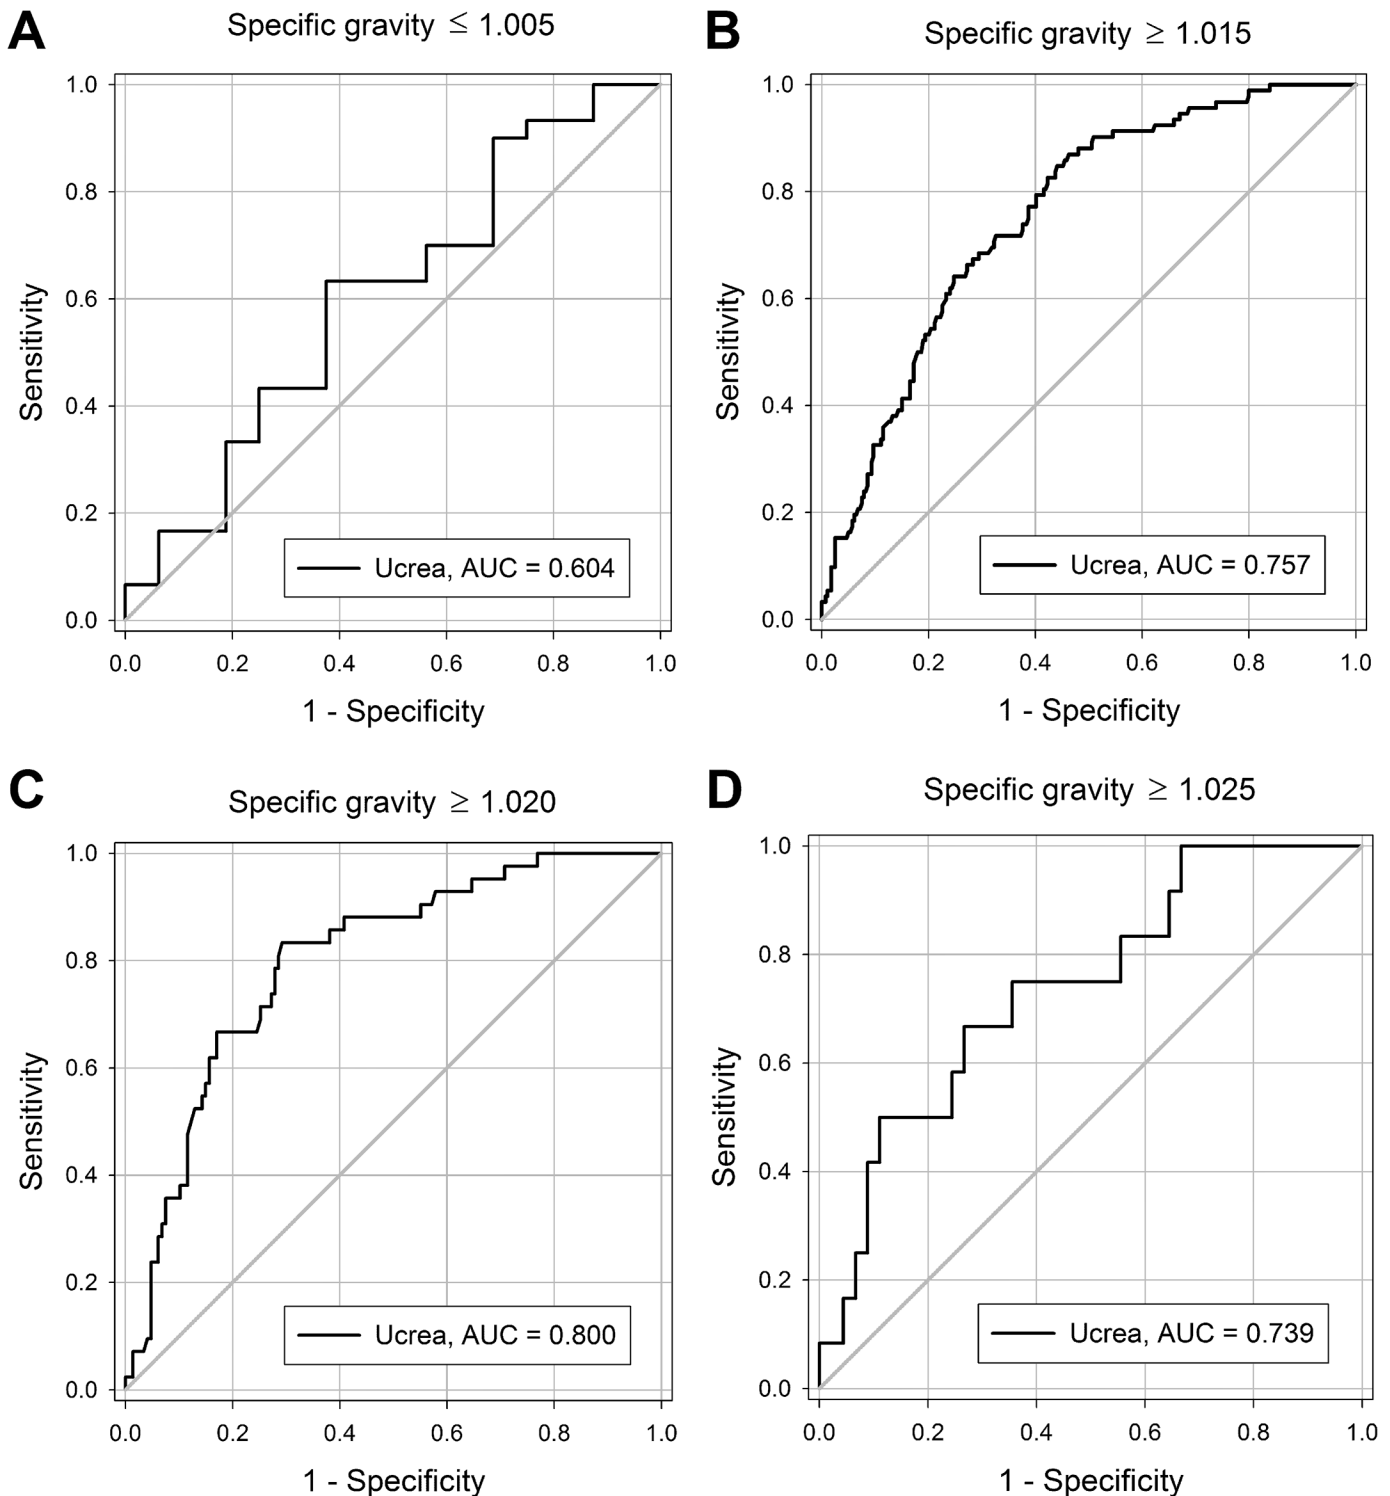 A
Specific gravity ≤ 1.005
1.0
0.8
0.6
0.4
0.2
0.0
Sensitivity
Ucrea, AUC = 0.604
0.0 0.2 0.4 0.6 0.8 1.0
1 - Specificity
B
Specific gravity ≥ 1.015
1.0
0.8
0.6
0.4
0.2
0.0
Sensitivity
Ucrea, AUC = 0.757
0.0 0.2 0.4 0.6 0.8 1.0
1 - Specificity
C
Specific gravity ≥ 1.020
1.0
0.8
0.6
0.4
0.2
0.0
Sensitivity
Ucrea, AUC = 0.800
0.0 0.2 0.4 0.6 0.8 1.0
1 - Specificity
D
Specific gravity ≥ 1.025
1.0
0.8
0.6
0.4
0.2
0.0
Sensitivity
Ucrea, AUC = 0.739
0.0 0.2 0.4 0.6 0.8 1.0
1 - Specificity